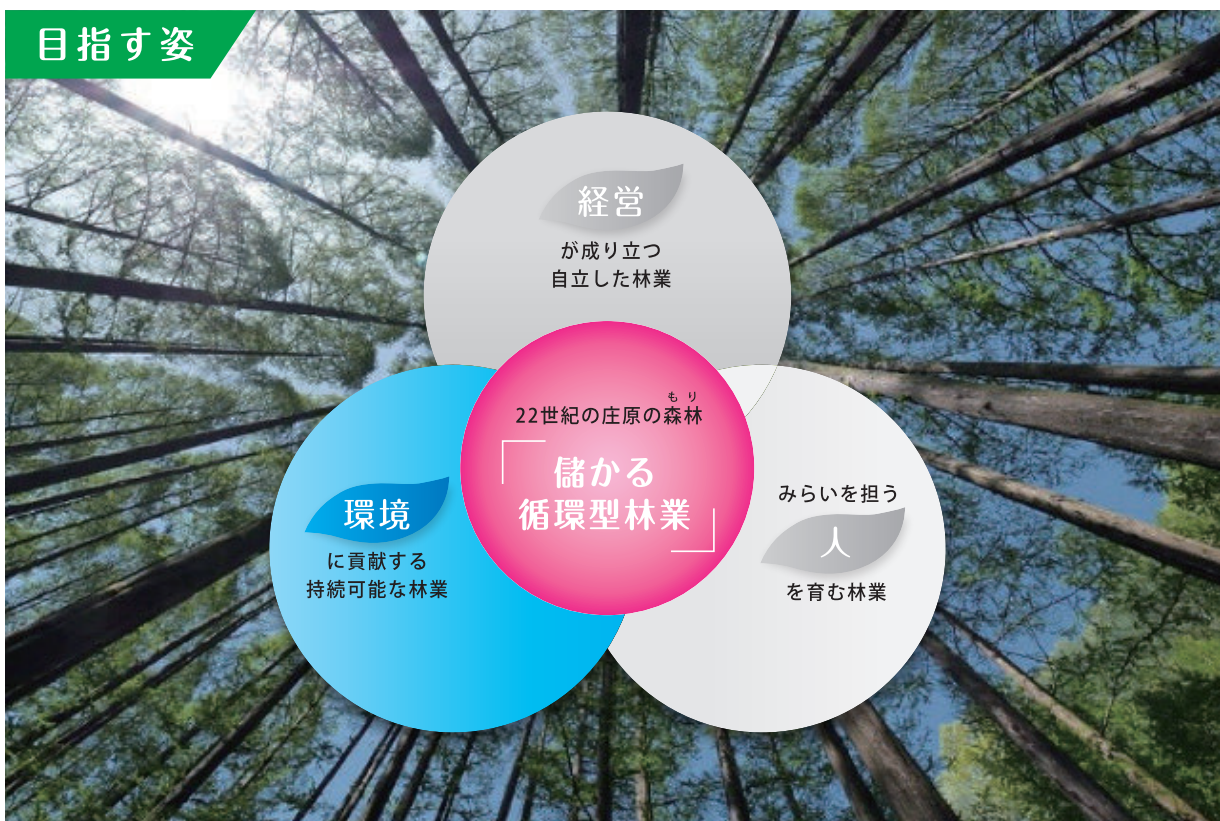 目指す姿
経営
が成り立つ
自立した林業
もり
22世紀の庄原の森林
「儲かる
循環型林業」
環境
に貢献する
持続可能な林業
みらいを担う
人
を育む林業